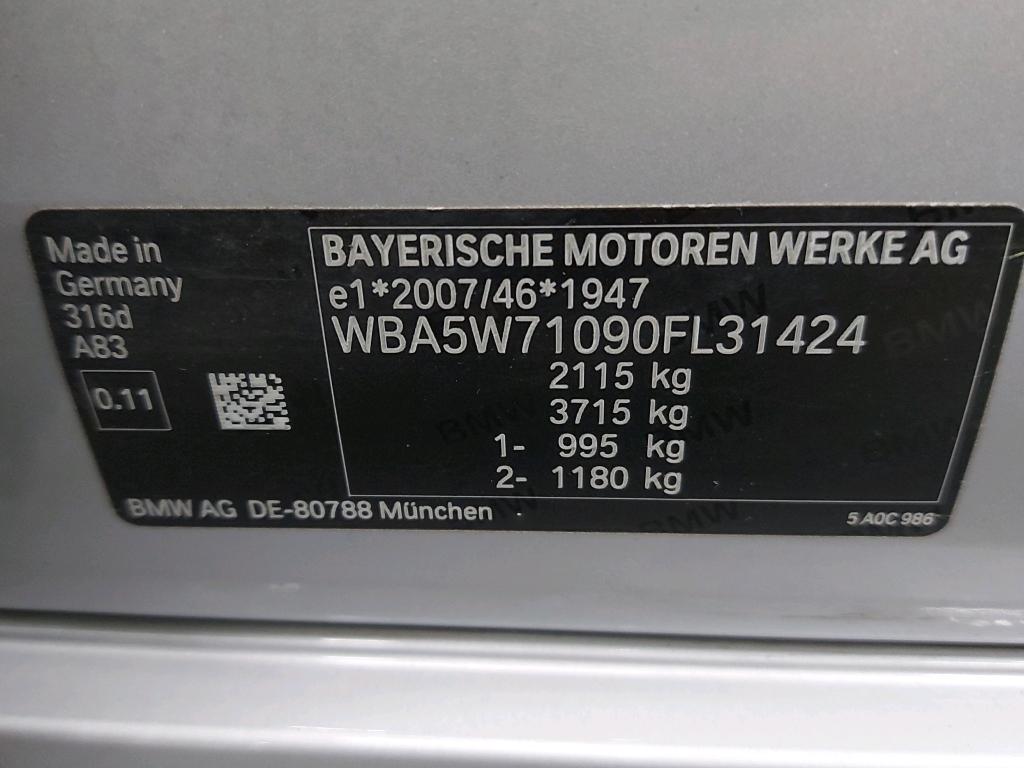 Made in
Germany
316d
A83
0.11
BAYERISCHE MOTOREN WERKE AG
e1*2007/46*1947
WBA5W71090FL31424
2115 kg
3715 kg
1- 995 kg
2- 1180 kg
BMW AG DE-80788 München
5 A0C 986